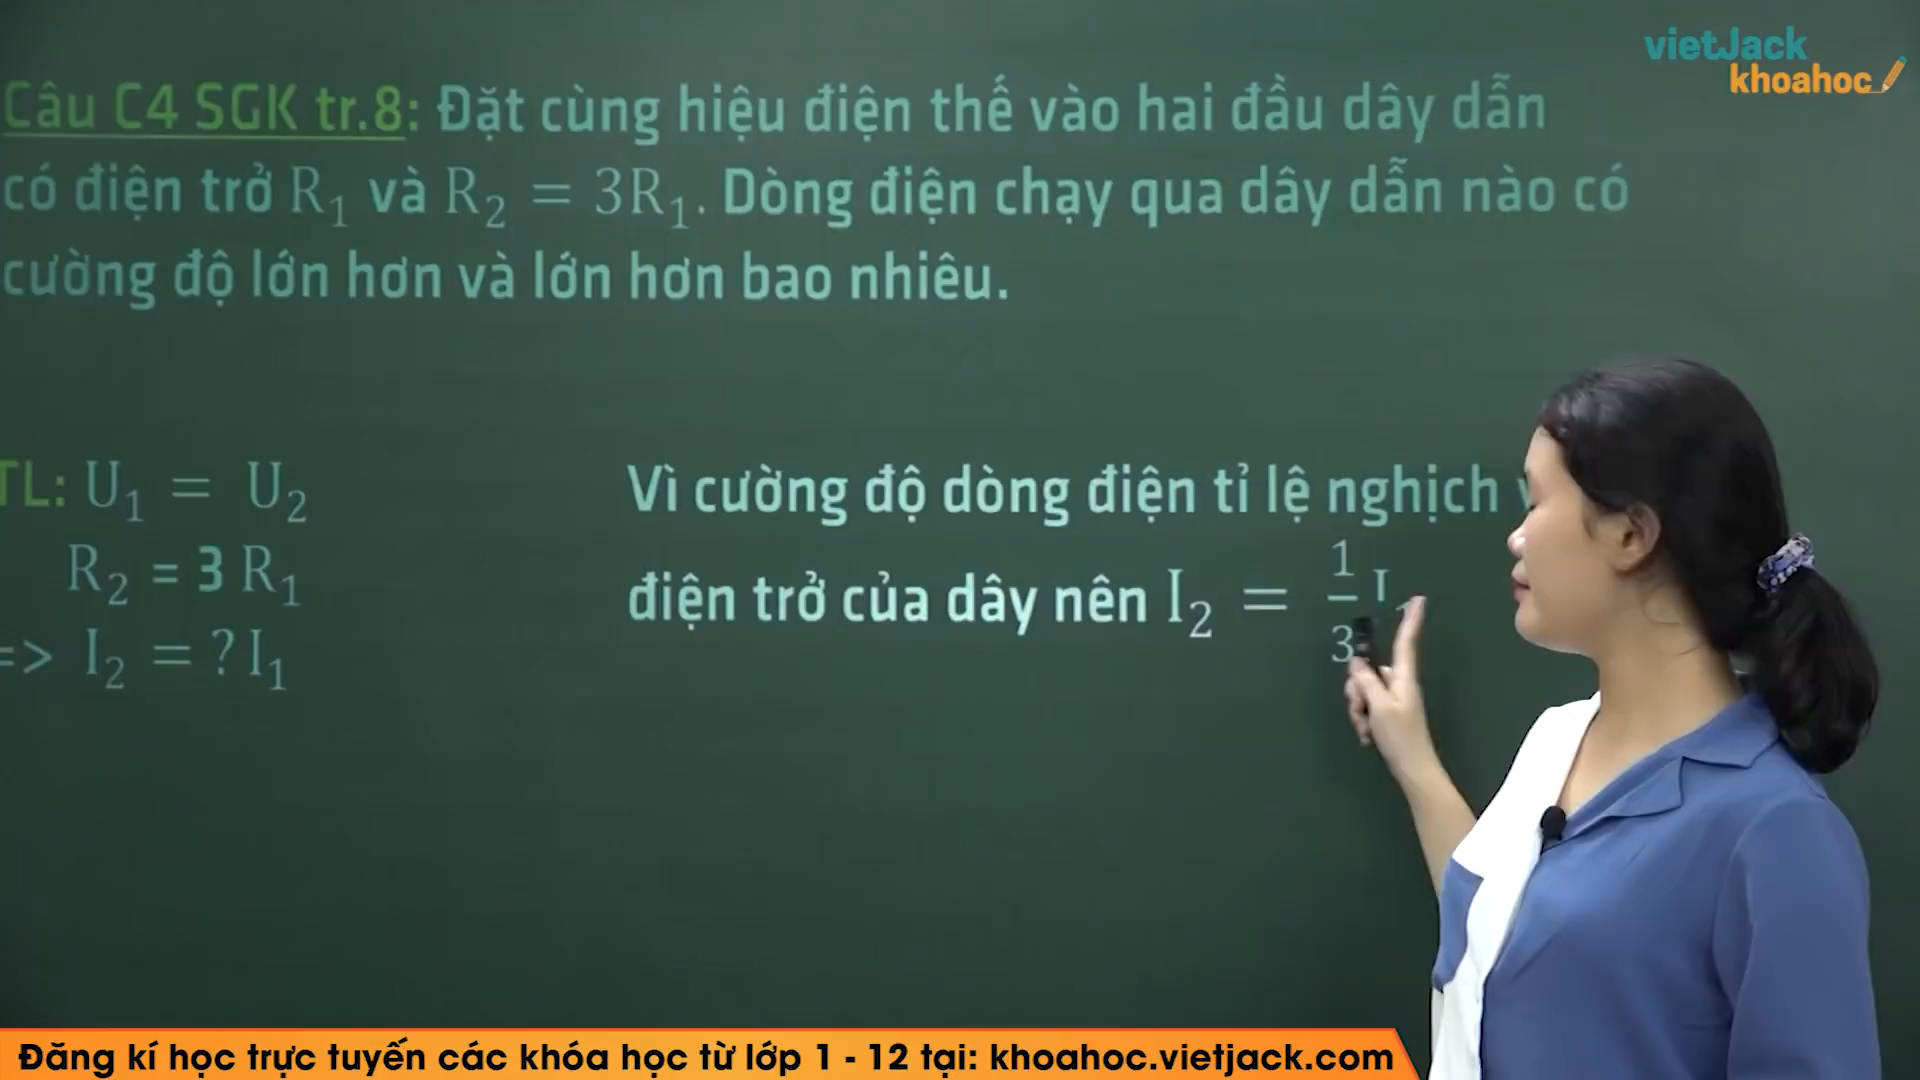 vietJack
khoahoc
Câu C4 SGK tr.8: Đặt cùng hiệu điện thế vào hai đầu dây dẫn
có điện trở R₁ và R₂ = 3R₁. Dòng điện chạy qua dây dẫn nào có
cường độ lớn hơn và lớn hơn bao nhiêu.
TL: U₁ = U₂
R₂ = 3 R₁
=> I₂ = ? I₁
Vì cường độ dòng điện tỉ lệ nghịch
điện trở của dây nên I₂ = 1/3 I
Đăng kí học trực tuyến các khóa học từ lớp 1 - 12 tại: khoahoc.vietjack.com